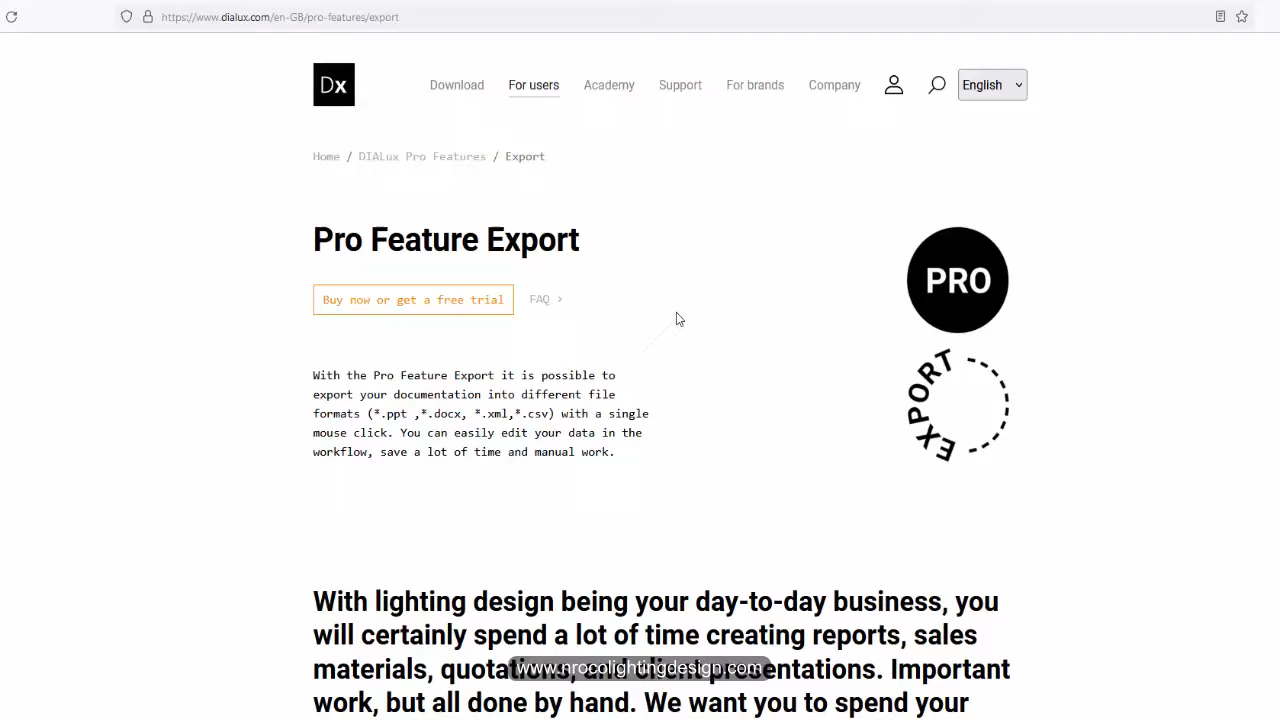 https://www.dialux.com/en-GB/pro-features/export
Dx
Download
For users
Academy
Support
For brands
Company
English
Home / DIALux Pro Features / Export
Pro Feature Export
PRO
Buy now or get a free trial
FAQ ›
EXPORT
With the Pro Feature Export it is possible to
export your documentation into different file
formats (*.ppt ,*.docx, *.xml,*.csv) with a single
mouse click. You can easily edit your data in the
workflow, save a lot of time and manual work.
With lighting design being your day-to-day business, you
will certainly spend a lot of time creating reports, sales
materials, quotations, and client presentations. Important
www.nrocolightingdesign.com
work, but all done by hand. We want you to spend your